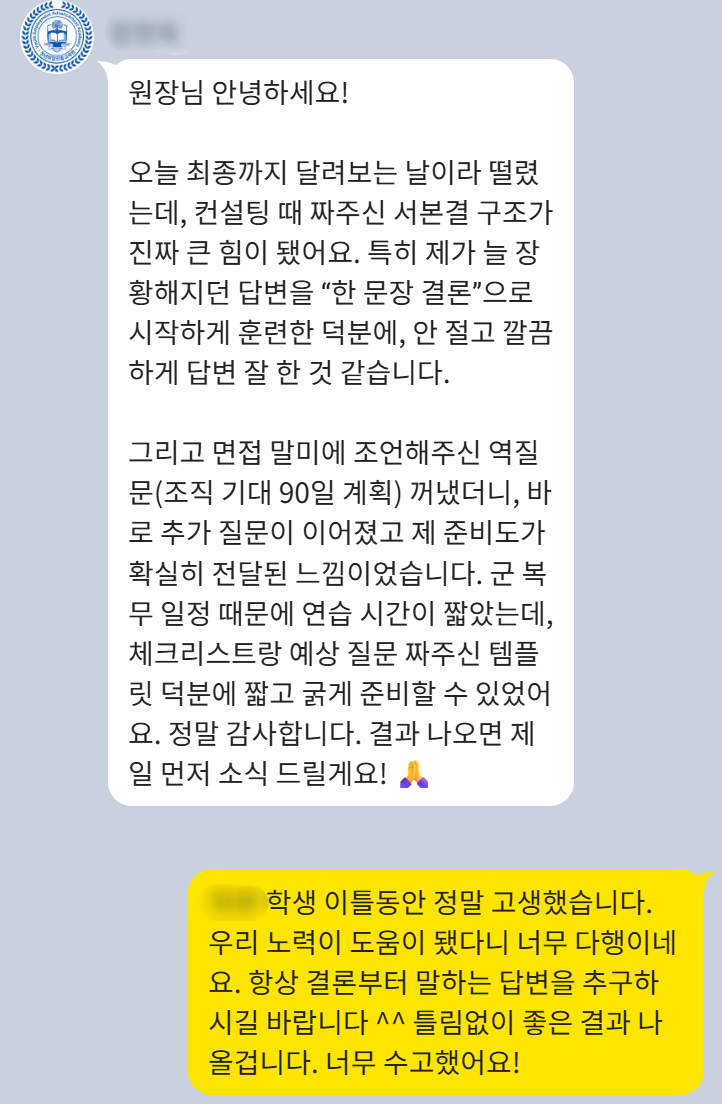 원장님 안녕하세요!
오늘 최종까지 달려보는 날이라 떨렸
는데, 컨설팅 때 짜주신 서본결 구조가
진짜 큰 힘이 됐어요. 특히 제가 늘 장
황해지던 답변을 “한 문장 결론”으로
시작하게 훈련한 덕분에, 안 절고 깔끔
하게 답변 잘 한 것 같습니다.
그리고 면접 말미에 조언해주신 역질
문(조직 기대 90일 계획) 꺼냈더니, 바
로 추가 질문이 이어졌고 제 준비도가
확실히 전달된 느낌이었습니다. 군 복
무 일정 때문에 연습 시간이 짧았는데,
체크리스트랑 예상 질문 짜주신 템플
릿 덕분에 짧고 굵게 준비할 수 있었어
요. 정말 감사합니다. 결과 나오면 제
일 먼저 소식 드릴게요! 🙏
학생 이틀동안 정말 고생했습니다.
우리 노력이 도움이 됐다니 너무 다행이네
요. 항상 결론부터 말하는 답변을 추구하
시길 바랍니다 ^^ 틀림없이 좋은 결과 나
올겁니다. 너무 수고했어요!